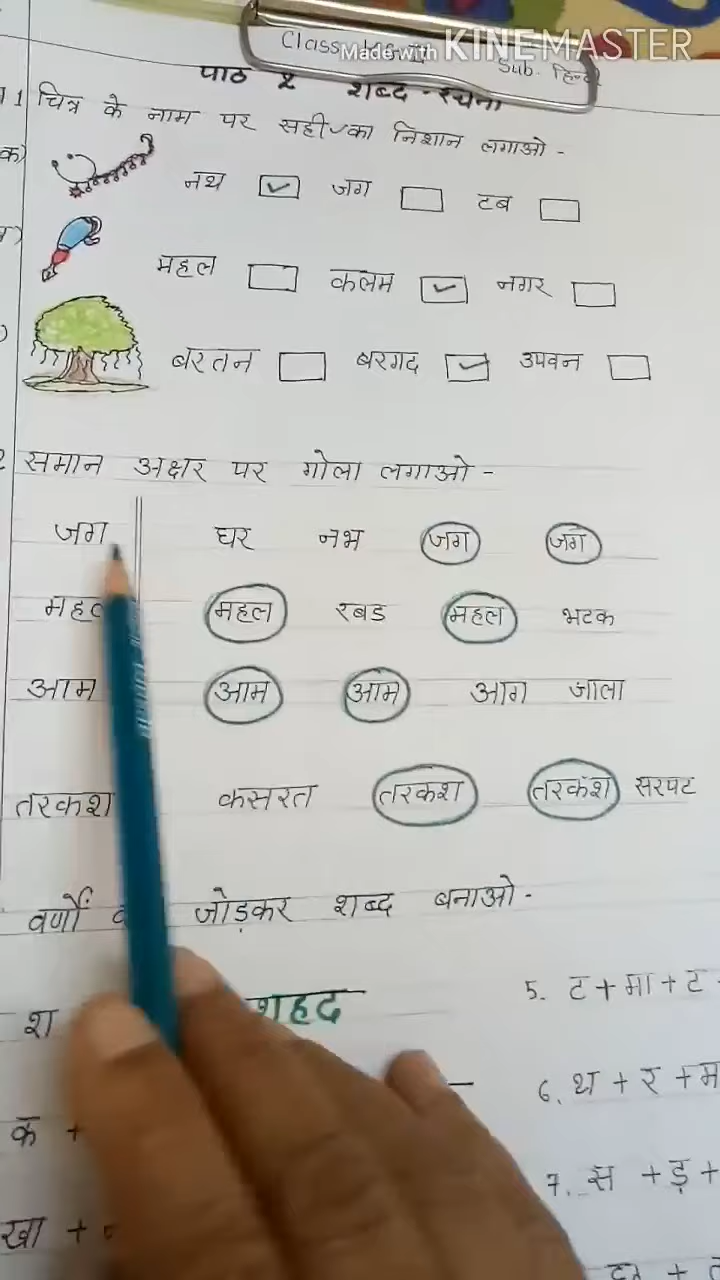 Class
Made with KINEMASTER
Sub. हिन्दी
पाठ 2 शब्द-रचना
1 चित्र के नाम पर सही ✓ का निशान लगाओ -
क) नथ ✓ जग टब
महल कलम ✓ नगर
बरतन बरगद ✓ उपवन
2 समान अक्षर पर गोला लगाओ -
जग घर नभ जग जग
महल महल रबड महल भटक
आम आम आम आग जाला
तरकश कसरत तरकश तरकश सरपट
वर्णों जोड़कर शब्द बनाओ -
श शहद 5. ट+मा+ट
क + 6. थ + र + म
खा + 7. स + ड़ +